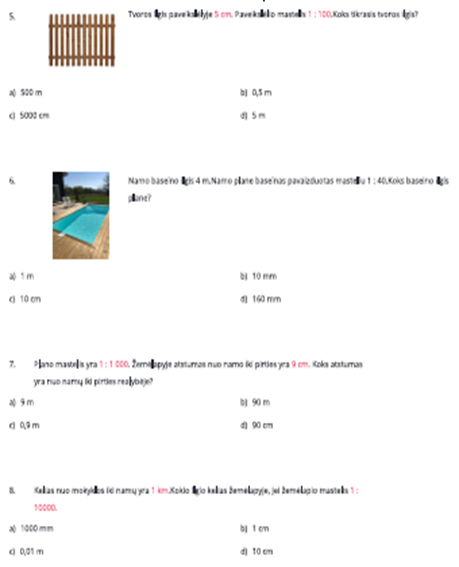 5. Tvoros ilgis paveikslėlyje 5 cm. Paveikslėlio mastelis 1 : 100.Koks tikrasis tvoros ilgis?
a) 500 m b) 0,5 m
c) 5000 cm d) 5 m
6. Namo baseino ilgis 4 m.Namo plane baseinas pavaizduotas masteliu 1 : 40.Koks baseino ilgis
plane?
a) 1 m b) 10 mm
c) 10 cm d) 160 mm
7. Plano mastelis yra 1 : 1 000. Žemėlapyje atstumas nuo namo iki pirties yra 9 cm. Koks atstumas
yra nuo namų iki pirties realybėje?
a) 9 m b) 90 m
c) 0,9 m d) 90 cm
8. Kelias nuo mokyklos iki namų yra 1 km.Kokio ilgio kelias žemėlapyje, jei žemėlapio mastelis 1 :
10000.
a) 1000 mm b) 1 cm
c) 0,01 m d) 10 cm